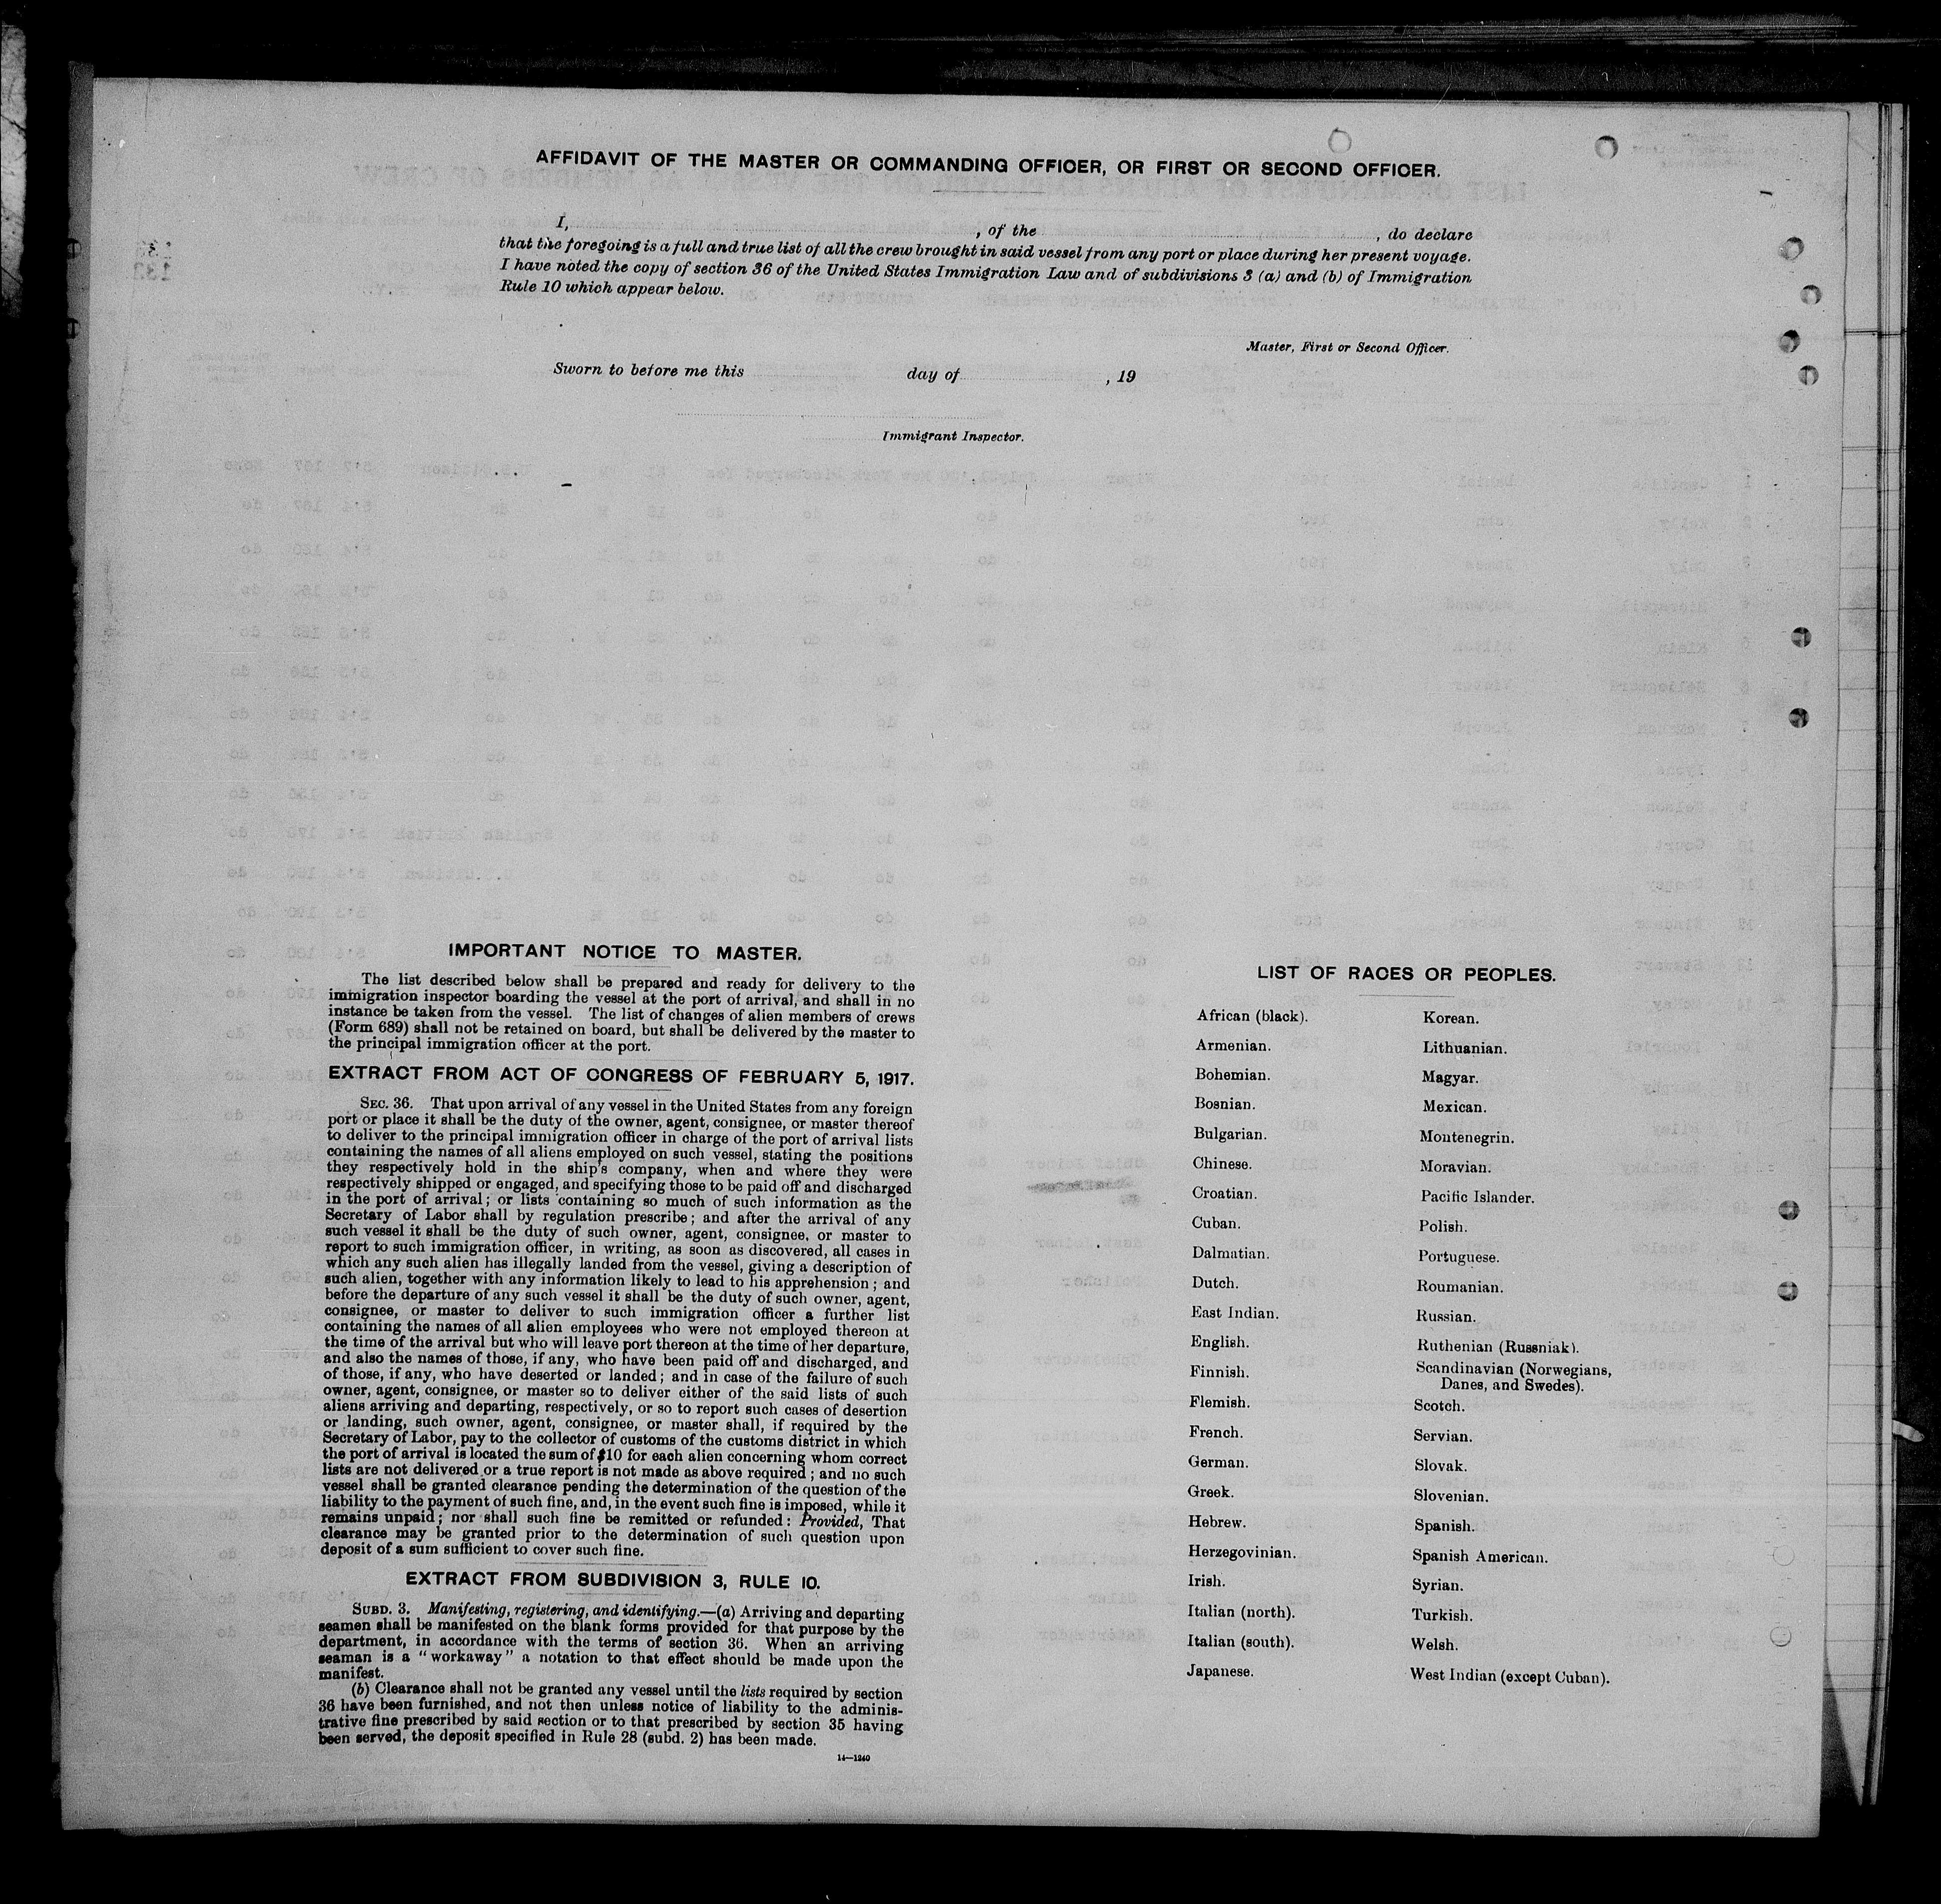 AFFIDAVIT OF THE MASTER OR COMMANDING OFFICER, OR FIRST OR SECOND OFFICER.
I, , of the , do declare
that the foregoing is a full and true list of all the crew brought in said vessel from any port or place during her present voyage.
I have noted the copy of section 36 of the United States Immigration Law and of subdivisions 3 (a) and (b) of Immigration
Rule 10 which appear below.
Master, First or Second Officer.
Sworn to before me this day of , 19
Immigrant Inspector.
IMPORTANT NOTICE TO MASTER.
The list described below shall be prepared and ready for delivery to the
immigration inspector boarding the vessel at the port of arrival, and shall in no
instance be taken from the vessel. The list of changes of alien members of crews
(Form 689) shall not be retained on board, but shall be delivered by the master to
the principal immigration officer at the port.
EXTRACT FROM ACT OF CONGRESS OF FEBRUARY 5, 1917.
SEC. 36. That upon arrival of any vessel in the United States from any foreign
port or place it shall be the duty of the owner, agent, consignee, or master thereof
to deliver to the principal immigration officer in charge of the port of arrival lists
containing the names of all aliens employed on such vessel, stating the positions
they respectively hold in the ship's company, when and where they were
respectively shipped or engaged, and specifying those to be paid off and discharged
in the port of arrival; or lists containing so much of such information as the
Secretary of Labor shall by regulation prescribe; and after the arrival of any
such vessel it shall be the duty of such owner, agent, consignee, or master to
report to such immigration officer, in writing, as soon as discovered, all cases in
which any such alien has illegally landed from the vessel, giving a description of
such alien, together with any information likely to lead to his apprehension; and
before the departure of any such vessel it shall be the duty of such owner, agent,
consignee, or master to deliver to such immigration officer a further list
containing the names of all alien employees who were not employed thereon at
the time of the arrival but who will leave port thereon at the time of her departure,
and also the names of those, if any, who have been paid off and discharged, and
of those, if any, who have deserted or landed; and in case of the failure of such
owner, agent, consignee, or master so to deliver either of the said lists of such
aliens arriving and departing, respectively, or so to report such cases of desertion
or landing, such owner, agent, consignee, or master shall, if required by the
Secretary of Labor, pay to the collector of customs of the customs district in which
the port of arrival is located the sum of $10 for each alien concerning whom correct
lists are not delivered or a true report is not made as above required; and no such
vessel shall be granted clearance pending the determination of the question of the
liability to the payment of such fine, and, in the event such fine is imposed, while it
remains unpaid; nor shall such fine be remitted or refunded: Provided, That
clearance may be granted prior to the determination of such question upon
deposit of a sum sufficient to cover such fine.
EXTRACT FROM SUBDIVISION 3, RULE 10.
SUBD. 3. Manifesting, registering, and identifying.—(a) Arriving and departing
seamen shall be manifested on the blank forms provided for that purpose by the
department, in accordance with the terms of section 36. When an arriving
seaman is a "workaway" a notation to that effect should be made upon the
manifest.
(b) Clearance shall not be granted any vessel until the lists required by section
36 have been furnished, and not then unless notice of liability to the adminis-
trative fine prescribed by said section or to that prescribed by section 35 having
been served, the deposit specified in Rule 28 (subd. 2) has been made.
14—1240
LIST OF RACES OR PEOPLES.
African (black).
Armenian.
Bohemian.
Bosnian.
Bulgarian.
Chinese.
Croatian.
Cuban.
Dalmatian.
Dutch.
East Indian.
English.
Finnish.
Flemish.
French.
German.
Greek.
Hebrew.
Herzegovinian.
Irish.
Italian (north).
Italian (south).
Japanese.
Korean.
Lithuanian.
Magyar.
Mexican.
Montenegrin.
Moravian.
Pacific Islander.
Polish.
Portuguese.
Roumanian.
Russian.
Ruthenian (Russniak).
Scandinavian (Norwegians,
Danes, and Swedes).
Scotch.
Servian.
Slovak.
Slovenian.
Spanish.
Spanish American.
Syrian.
Turkish.
Welsh.
West Indian (except Cuban).